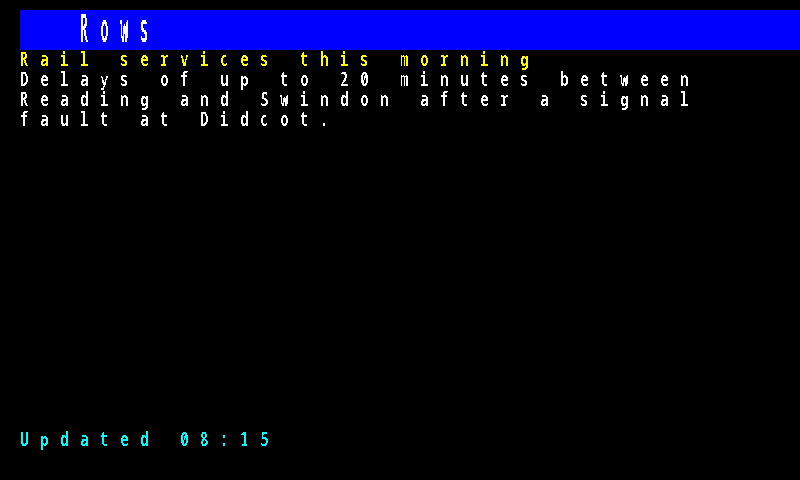 Rows
Rail services this morning
Delays of up to 20 minutes between
Reading and Swindon after a signal
fault at Didcot.
Updated 08:15